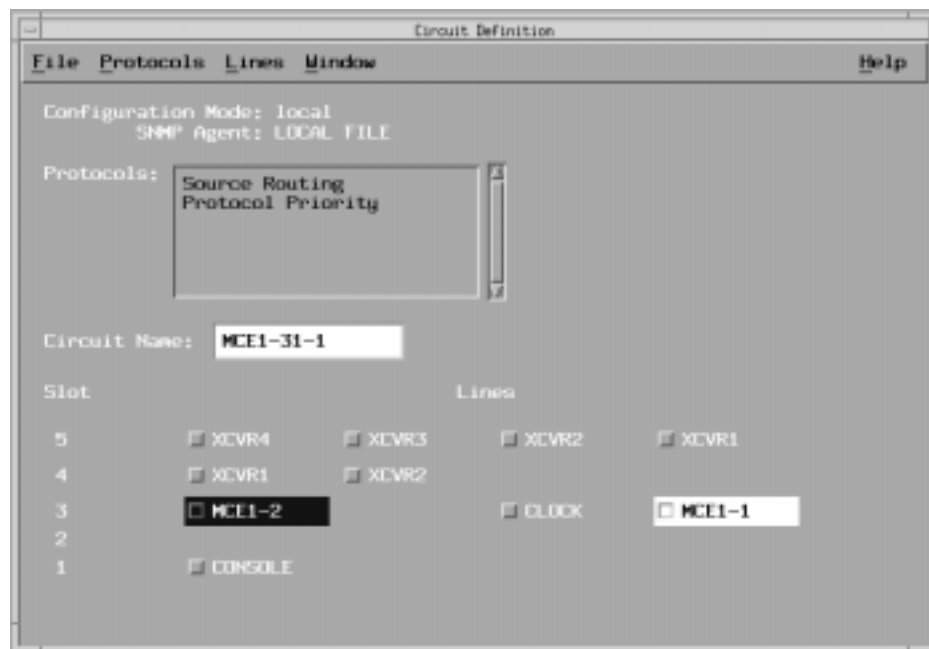 Circuit Definition
File Protocols Lines Window Help
Configuration Mode: local
SNMP Agent: LOCAL FILE
Protocols:
Source Routing
Protocol Priority
Circuit Name: MCE1-31-1
Slot Lines
5 XCVR4 XCVR3 XCVR2 XCVR1
4 XCVR1 XCVR2
3 MCE1-2 CLOCK MCE1-1
2
1 CONSOLE